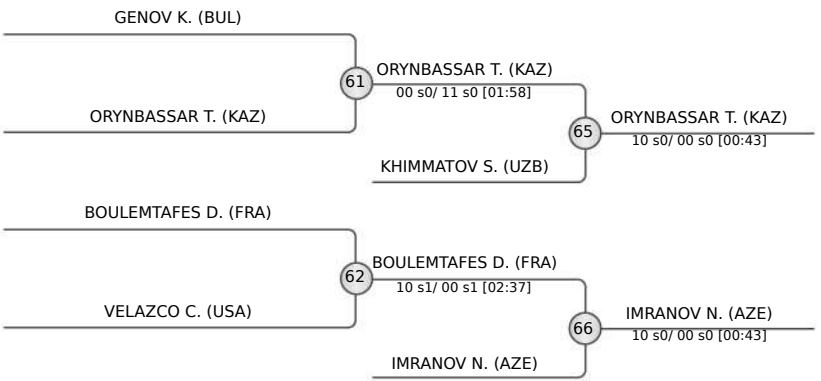 GENOV K. (BUL)
61
ORYNBASSAR T. (KAZ)
00 s0/ 11 s0 [01:58]
ORYNBASSAR T. (KAZ)
65
ORYNBASSAR T. (KAZ)
10 s0/ 00 s0 [00:43]
KHIMMATOV S. (UZB)
BOULEMTAFES D. (FRA)
62
BOULEMTAFES D. (FRA)
10 s1/ 00 s1 [02:37]
VELAZCO C. (USA)
66
IMRANOV N. (AZE)
10 s0/ 00 s0 [00:43]
IMRANOV N. (AZE)